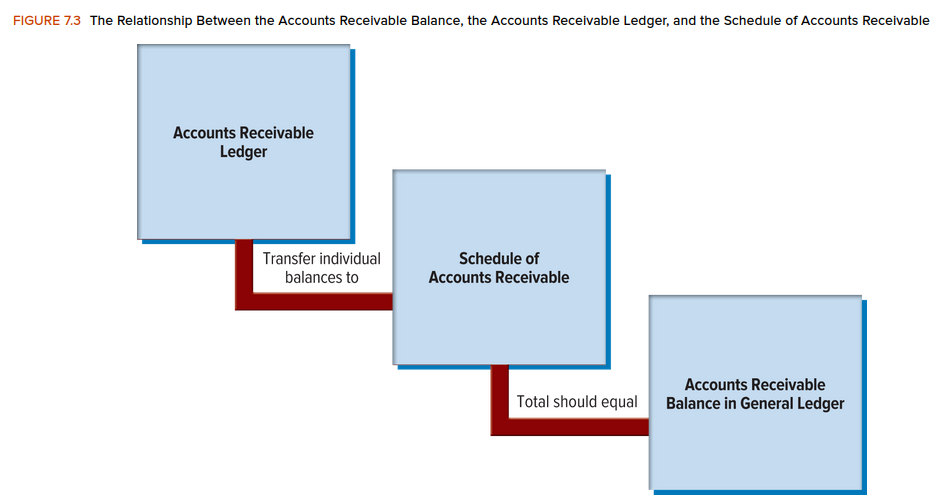 FIGURE 7.3 The Relationship Between the Accounts Receivable Balance, the Accounts Receivable Ledger, and the Schedule of Accounts Receivable
Accounts Receivable
Ledger
Transfer individual
balances to
Schedule of
Accounts Receivable
Total should equal
Accounts Receivable
Balance in General Ledger